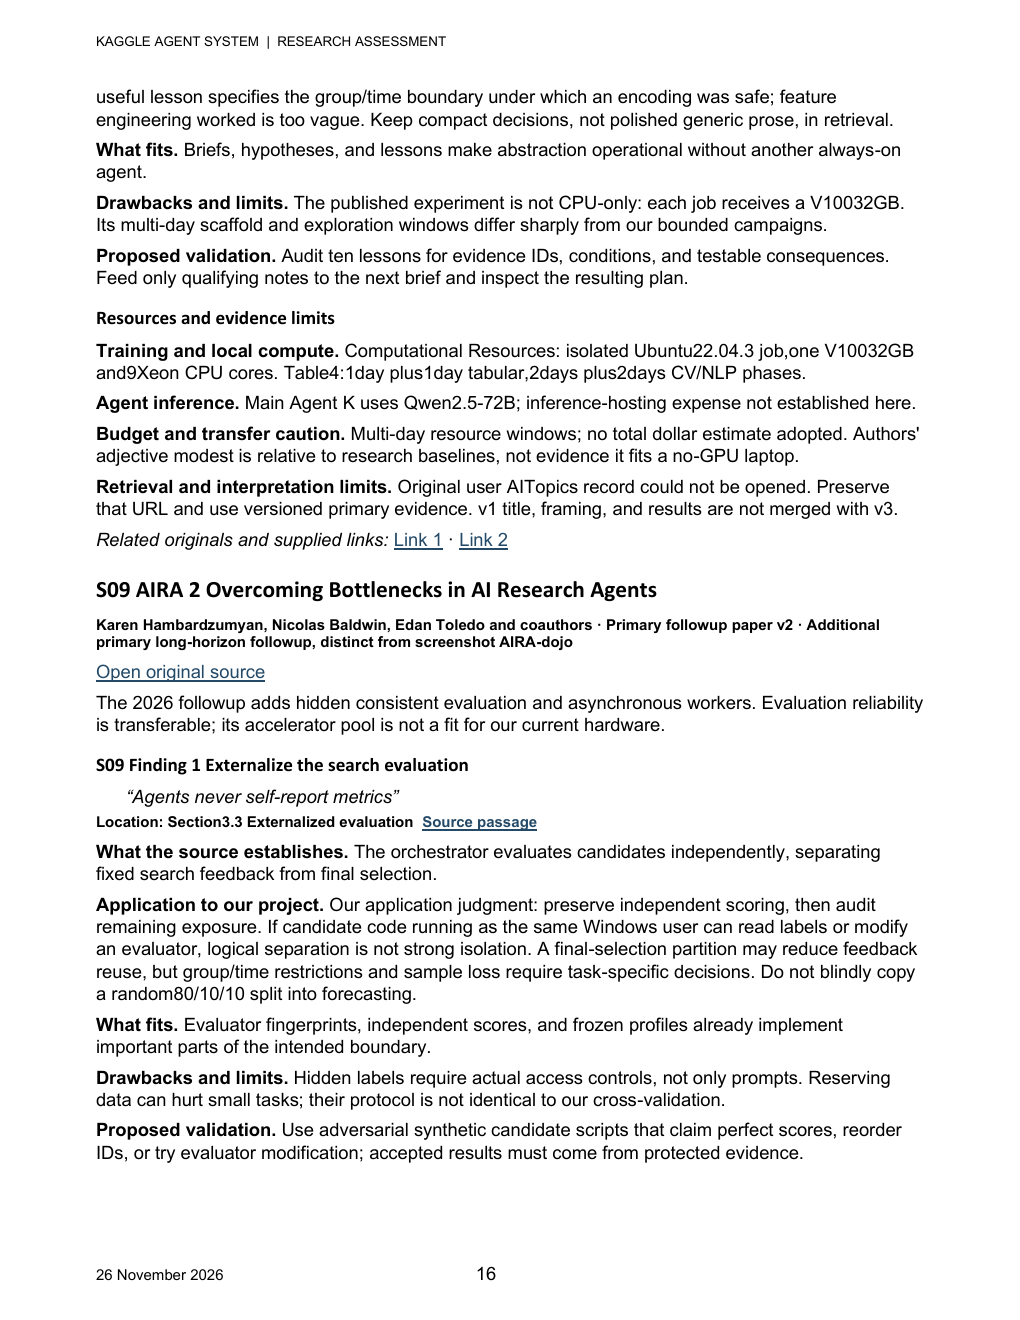 KAGGLE AGENT SYSTEM | RESEARCH ASSESSMENT
useful lesson specifies the group/time boundary under which an encoding was safe; feature
engineering worked is too vague. Keep compact decisions, not polished generic prose, in retrieval.
What fits. Briefs, hypotheses, and lessons make abstraction operational without another always-on
agent.
Drawbacks and limits. The published experiment is not CPU-only: each job receives a V10032GB.
Its multi-day scaffold and exploration windows differ sharply from our bounded campaigns.
Proposed validation. Audit ten lessons for evidence IDs, conditions, and testable consequences.
Feed only qualifying notes to the next brief and inspect the resulting plan.
Resources and evidence limits
Training and local compute. Computational Resources: isolated Ubuntu22.04.3 job,one V10032GB
and9Xeon CPU cores. Table4:1day plus1day tabular,2days plus2days CV/NLP phases.
Agent inference. Main Agent K uses Qwen2.5-72B; inference-hosting expense not established here.
Budget and transfer caution. Multi-day resource windows; no total dollar estimate adopted. Authors'
adjective modest is relative to research baselines, not evidence it fits a no-GPU laptop.
Retrieval and interpretation limits. Original user AITopics record could not be opened. Preserve
that URL and use versioned primary evidence. v1 title, framing, and results are not merged with v3.
Related originals and supplied links: Link 1 · Link 2
S09 AIRA 2 Overcoming Bottlenecks in AI Research Agents
Karen Hambardzumyan, Nicolas Baldwin, Edan Toledo and coauthors · Primary followup paper v2 · Additional
primary long-horizon followup, distinct from screenshot AIRA-dojo
Open original source
The 2026 followup adds hidden consistent evaluation and asynchronous workers. Evaluation reliability
is transferable; its accelerator pool is not a fit for our current hardware.
S09 Finding 1 Externalize the search evaluation
“Agents never self-report metrics”
Location: Section3.3 Externalized evaluation Source passage
What the source establishes. The orchestrator evaluates candidates independently, separating
fixed search feedback from final selection.
Application to our project. Our application judgment: preserve independent scoring, then audit
remaining exposure. If candidate code running as the same Windows user can read labels or modify
an evaluator, logical separation is not strong isolation. A final-selection partition may reduce feedback
reuse, but group/time restrictions and sample loss require task-specific decisions. Do not blindly copy
a random80/10/10 split into forecasting.
What fits. Evaluator fingerprints, independent scores, and frozen profiles already implement
important parts of the intended boundary.
Drawbacks and limits. Hidden labels require actual access controls, not only prompts. Reserving
data can hurt small tasks; their protocol is not identical to our cross-validation.
Proposed validation. Use adversarial synthetic candidate scripts that claim perfect scores, reorder
IDs, or try evaluator modification; accepted results must come from protected evidence.
26 November 2026
16